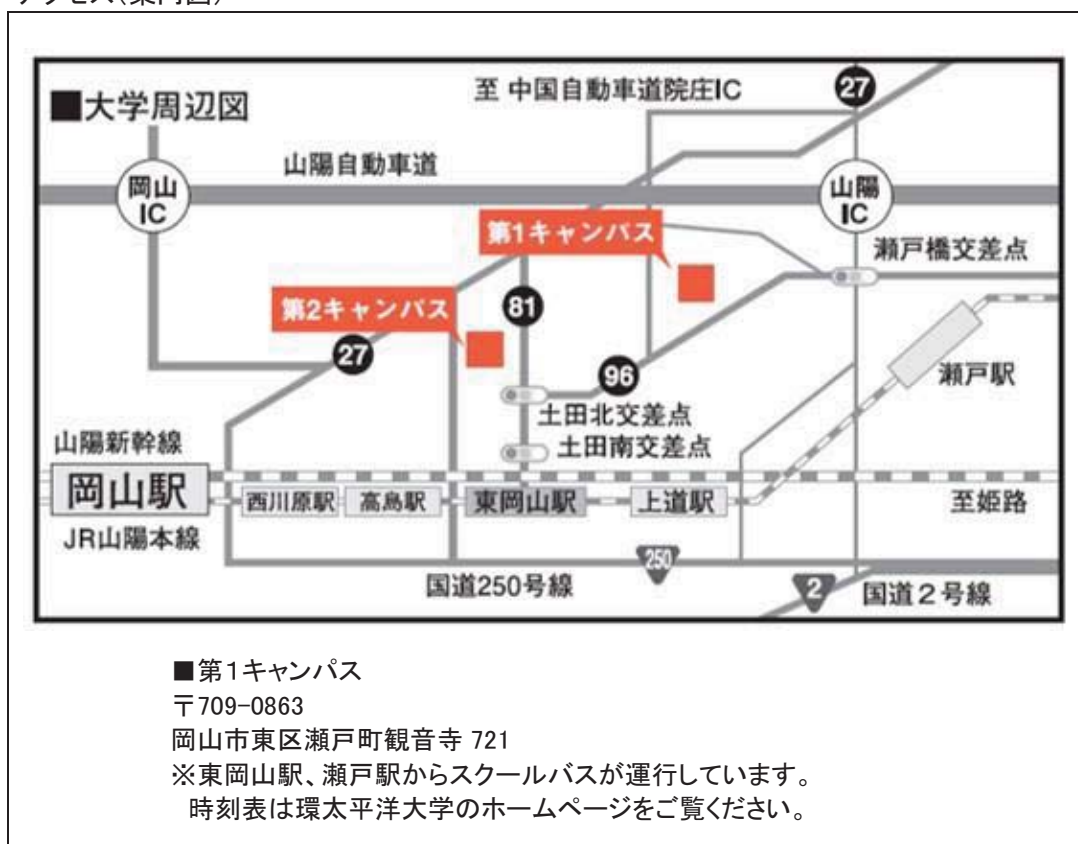 アクセス(案内図)
■大学周辺図
至 中国自動車道院庄IC
27
山陽自動車道
岡山
IC
山陽
IC
第1キャンパス
瀬戸橋交差点
第2キャンパス
81
27
96
瀬戸駅
土田北交差点
土田南交差点
山陽新幹線
岡山駅
西川原駅
高島駅
東岡山駅
上道駅
至姫路
JR山陽本線
250
国道250号線
2
国道2号線
■第1キャンパス
〒709-0863
岡山市東区瀬戸町観音寺 721
※東岡山駅、瀬戸駅からスクールバスが運行しています。
時刻表は環太平洋大学のホームページをご覧ください。